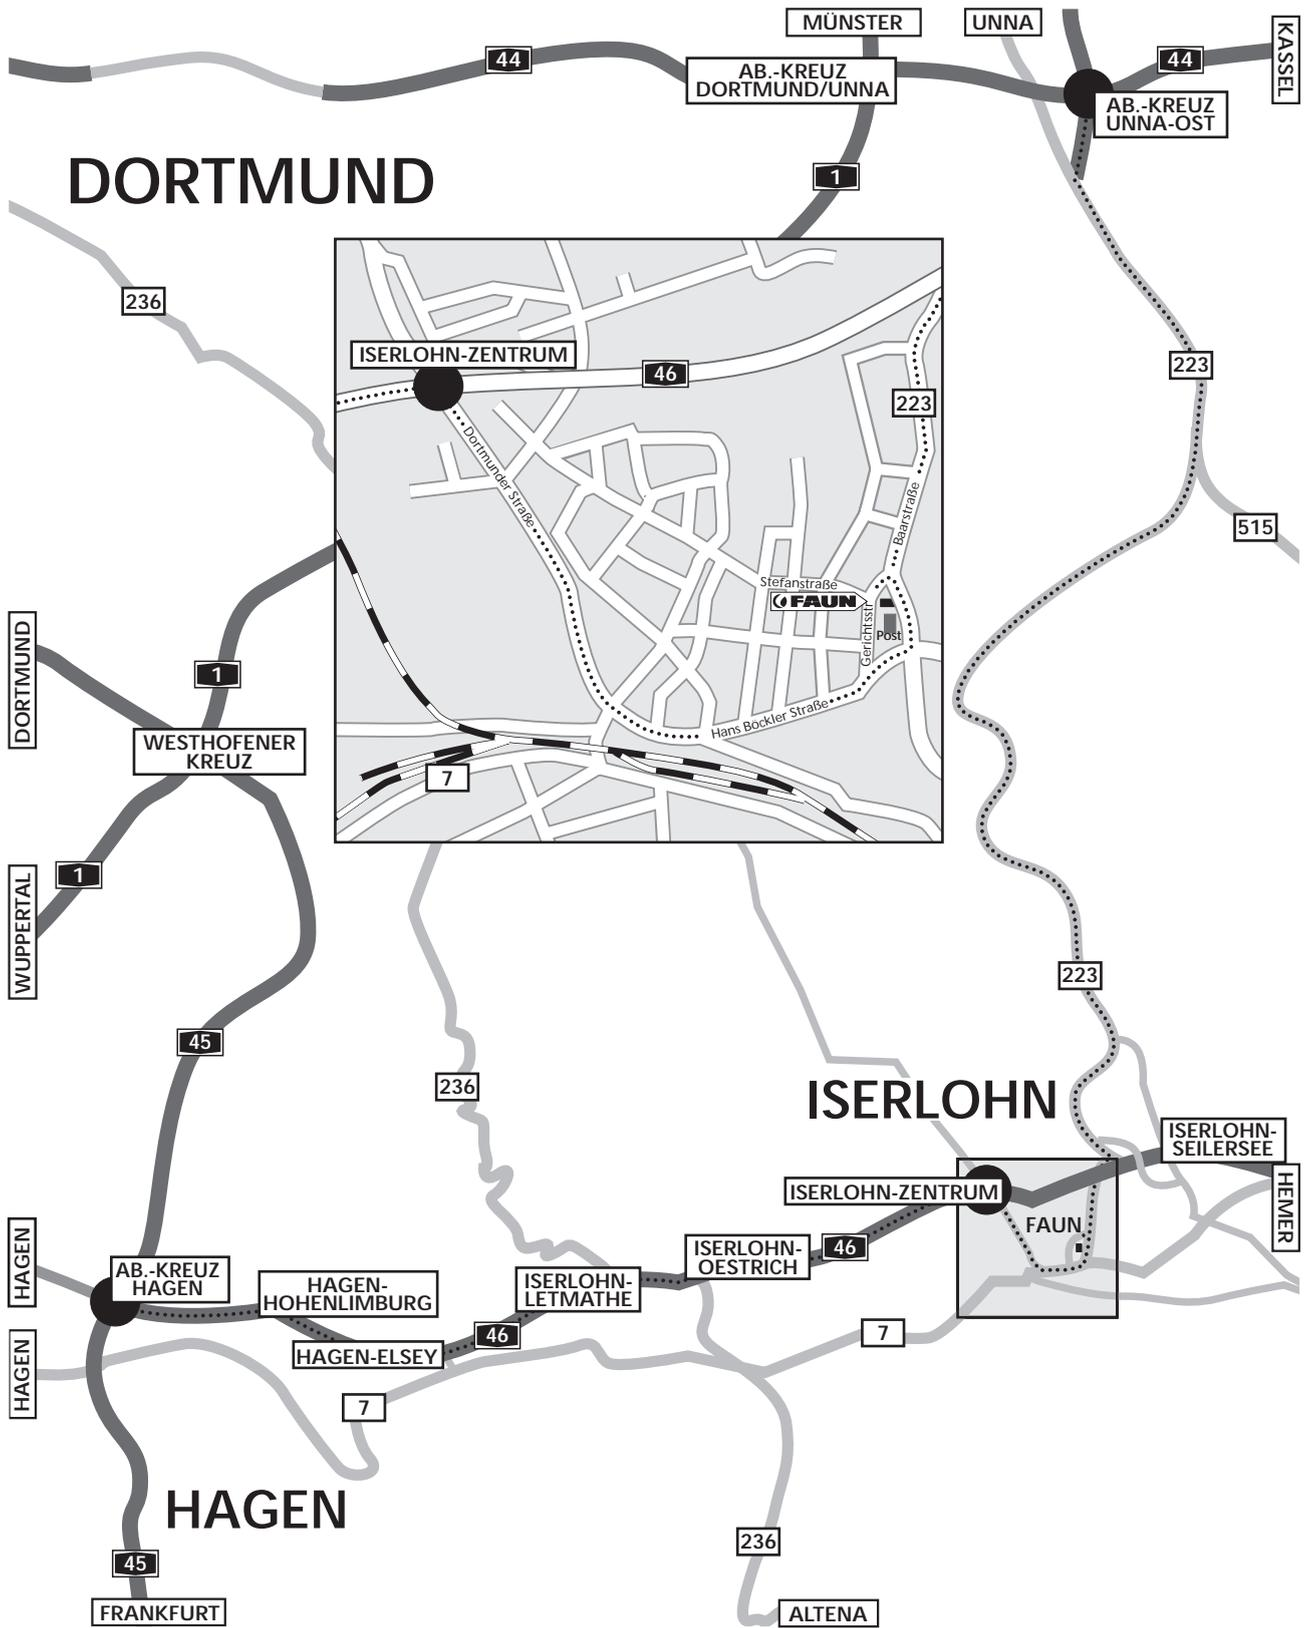 MÜNSTER
UNNA
KASSEL
44
44
AB.-KREUZ
DORTMUND/UNNA
AB.-KREUZ
UNNA-OST
DORTMUND
1
236
ISERLOHN-ZENTRUM
46
223
223
Dortmunder Straße
Baarstraße
515
Stefanstraße
FAUN
Gerichtsstr
Post
Hans Böckler Straße
7
DORTMUND
1
WESTHOFENER
KREUZ
1
WUPPERTAL
223
45
236
ISERLOHN
ISERLOHN-
SEILERSEE
HEMER
ISERLOHN-ZENTRUM
FAUN
HAGEN
AB.-KREUZ
HAGEN
HAGEN-
HOHENLIMBURG
ISERLOHN-
LETMATHE
ISERLOHN-
OESTRICH
46
46
HAGEN-ELSEY
7
HAGEN
7
HAGEN
45
236
FRANKFURT
ALTENA